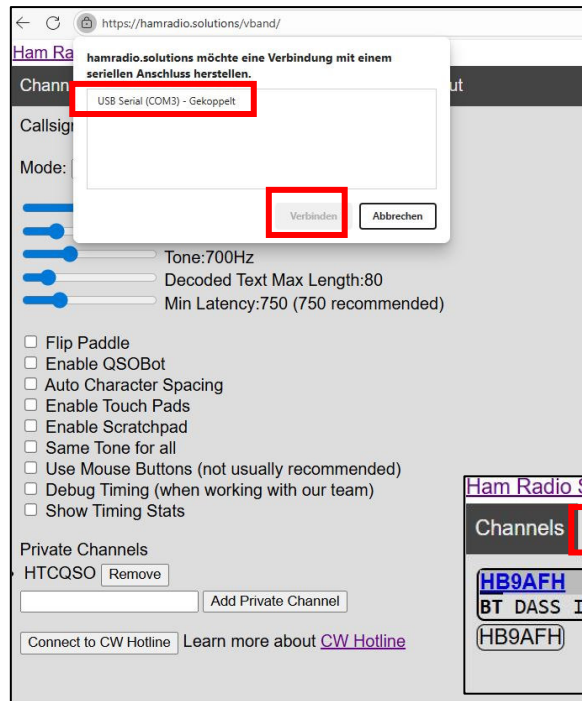 https://hamradio.solutions/vband/
Ham Ra
hamradio.solutions möchte eine Verbindung mit einem
seriellen Anschluss herstellen.
Chann
ut
USB Serial (COM3) - Gekoppelt
Callsig
Mode:
Verbinden
Abbrechen
Tone:700Hz
Decoded Text Max Length:80
Min Latency:750 (750 recommended)
Flip Paddle
Enable QSOBot
Auto Character Spacing
Enable Touch Pads
Enable Scratchpad
Same Tone for all
Use Mouse Buttons (not usually recommended)
Debug Timing (when working with our team)
Show Timing Stats
Private Channels
HTCQSO Remove
Add Private Channel
Connect to CW Hotline Learn more about CW Hotline
Ham Radio S
Channels
HB9AFH
BT DASS I
HB9AFH